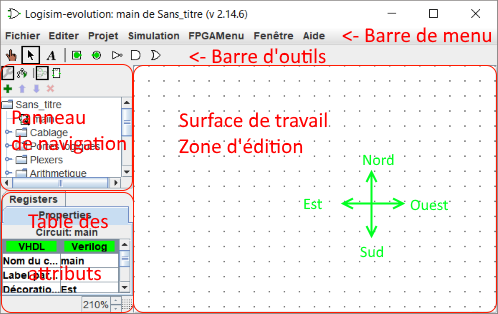 Logisim-evolution: main de Sans_titre (v 2.14.6)
Fichier Editer Projet Simulation FPGAMenu Fenêtre Aide <- Barre de menu
A <- Barre d'outils
Sans_titre
main
Panneau
Cablage
de navigation
Plexers
Arithmetique
Surface de travail
Zone d'édition
Nord
Est
Ouest
Sud
Registers
Properties
Table des
Circuit: main
VHDL Verilog
Nom du c... main
Label par...
attributs
Décoratio... Est
210%